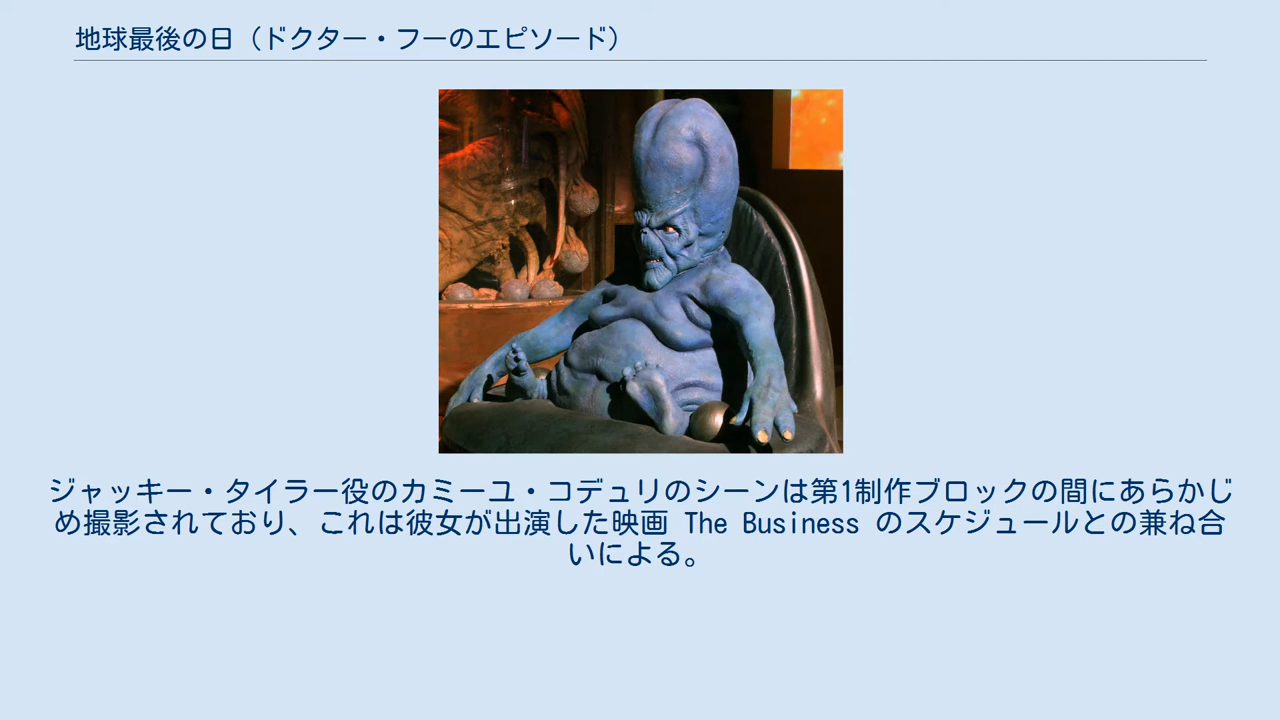 地球最後の日（ドクター・フーのエピソード）
ジャッキー・タイラー役のカミーユ・コデュリのシーンは第1制作ブロックの間にあらかじ
め撮影されており、これは彼女が出演した映画 The Business のスケジュールとの兼ね合
いによる。